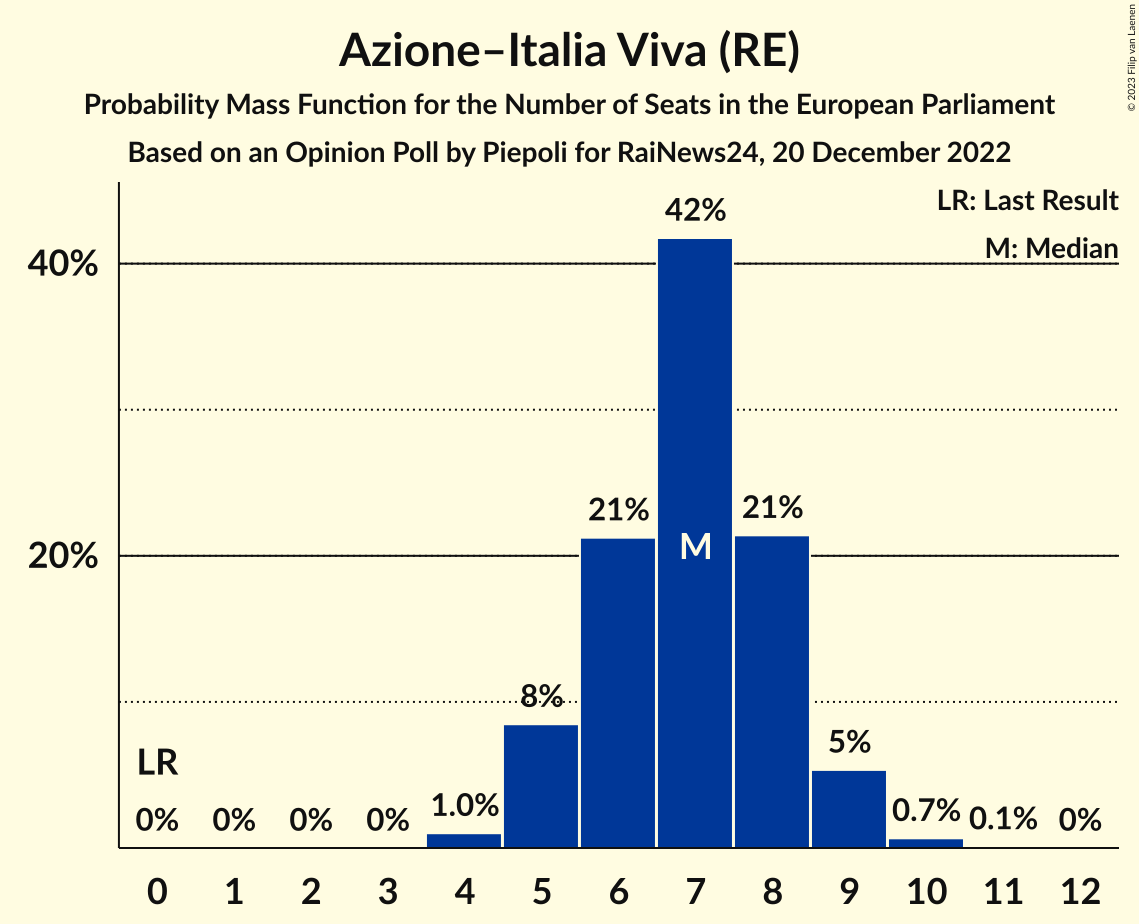 Azione–Italia Viva (RE)
Probability Mass Function for the Number of Seats in the European Parliament
Based on an Opinion Poll by Piepoli for RaiNews24, 20 December 2022
© 2023 Filip van Laenen
LR: Last Result
M: Median
40%
20%
42%
21%
M
21%
8%
5%
LR
0%
0%
0%
0%
1.0%
0.7%
0.1%
0%
0 1 2 3 4 5 6 7 8 9 10 11 12